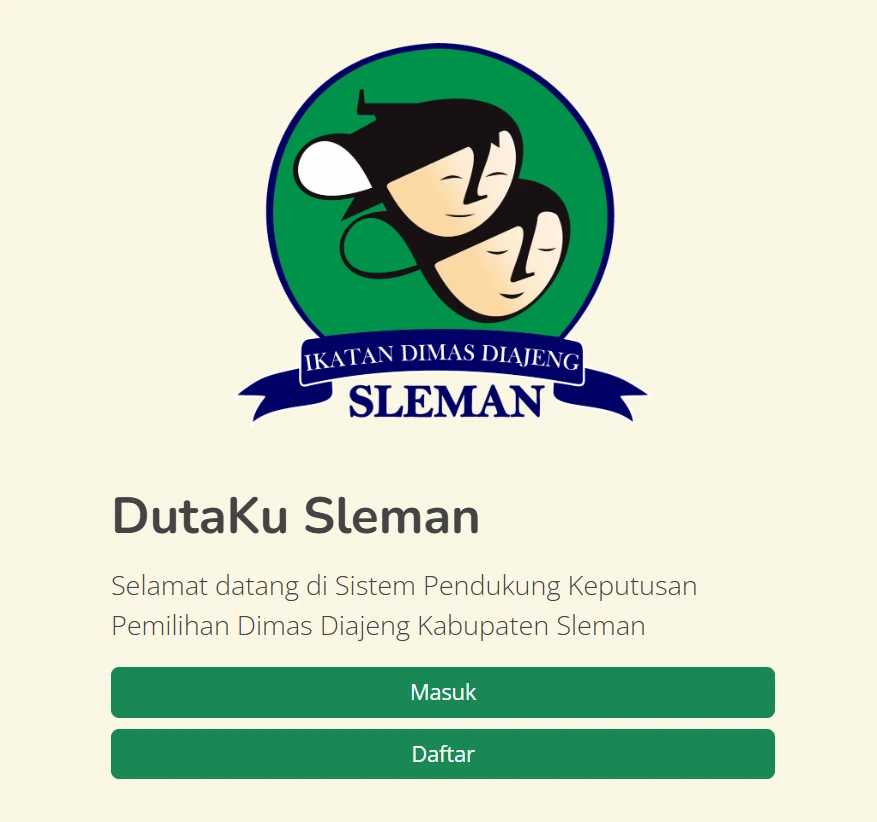 IKATAN DIMAS DIAJENG
SLEMAN
DutaKu Sleman
Selamat datang di Sistem Pendukung Keputusan
Pemilihan Dimas Diajeng Kabupaten Sleman
Masuk
Daftar